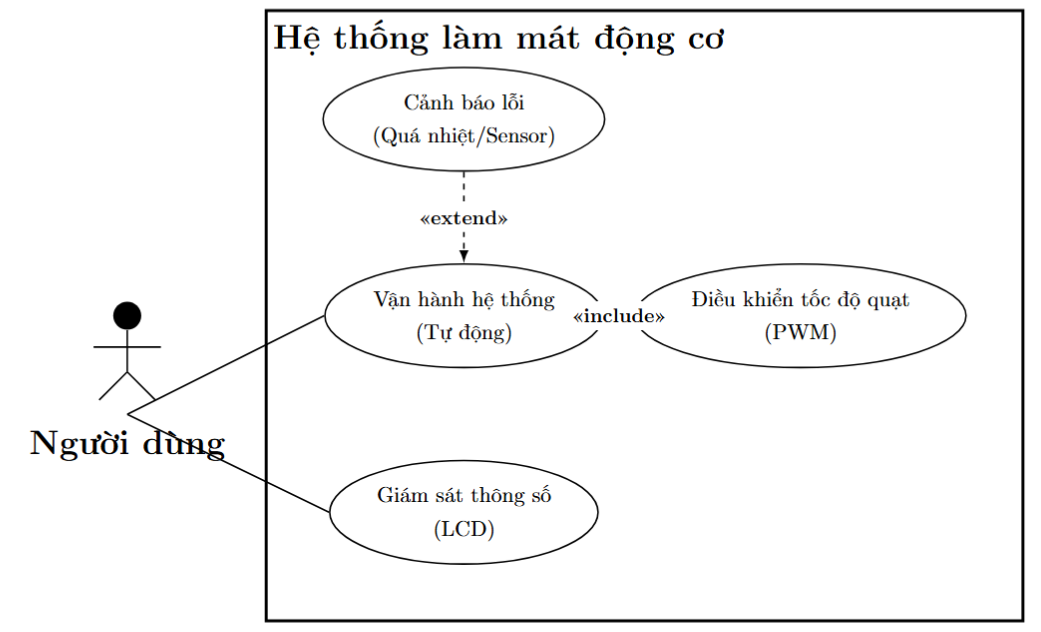 Hệ thống làm mát động cơ
Cảnh báo lỗi
(Quá nhiệt/Sensor)
«extend»
Vận hành hệ thống
(Tự động)
«include»
Điều khiển tốc độ quạt
(PWM)
Người dùng
Giám sát thông số
(LCD)